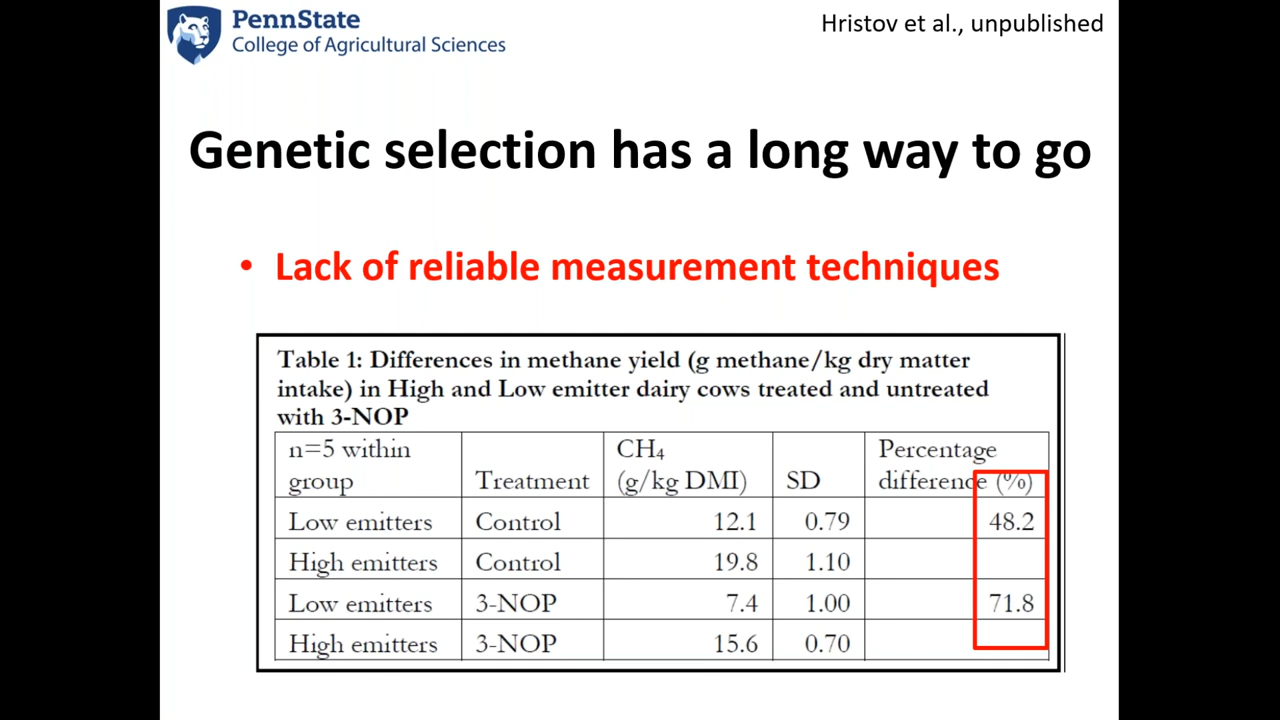 PennState
College of Agricultural Sciences
Hristov et al., unpublished
Genetic selection has a long way to go
• Lack of reliable measurement techniques
Table 1: Differences in methane yield (g methane/kg dry matter
intake) in High and Low emitter dairy cows treated and untreated
with 3-NOP
n=5 within group Treatment CH₄ (g/kg DMI) SD Percentage difference (%)
Low emitters Control 12.1 0.79 48.2
High emitters Control 19.8 1.10
Low emitters 3-NOP 7.4 1.00 71.8
High emitters 3-NOP 15.6 0.70